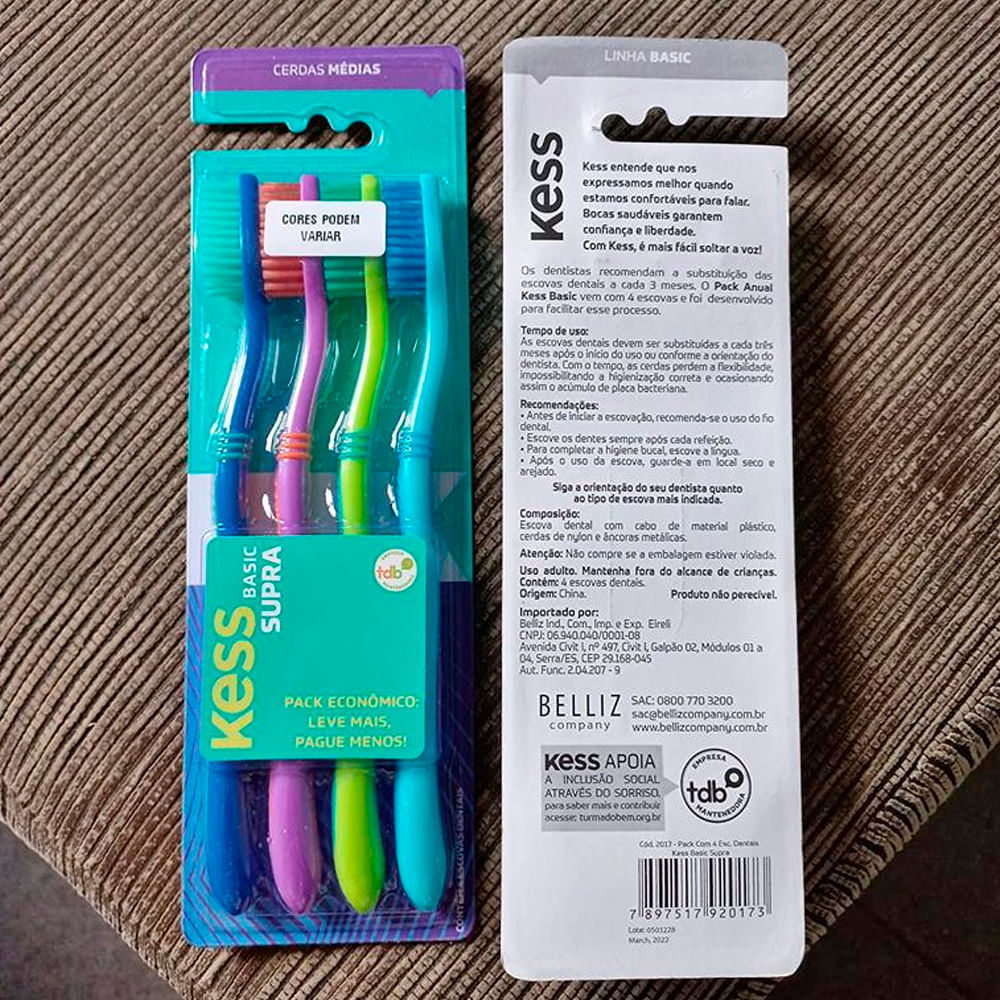 CERDAS MÉDIAS
CORES PODEM
VARIAR
Kess
BASIC
SUPRA
EMPRESA
tdb
MANTENEDORA
PACK ECONÔMICO:
LEVE MAIS,
PAGUE MENOS!
CONTÉM 4 ESCOVAS DENTAIS
LINHA BASIC
Kess
Kess entende que nos
expressamos melhor quando
estamos confortáveis para falar.
Bocas saudáveis garantem
confiança e liberdade.
Com Kess, é mais fácil soltar a voz!
Os dentistas recomendam a substituição das
escovas dentais a cada 3 meses. O Pack Anual
Kess Basic vem com 4 escovas e foi desenvolvido
para facilitar esse processo.
Tempo de uso:
As escovas dentais devem ser substituídas a cada três
meses após o início do uso ou conforme a orientação do
dentista. Com o tempo, as cerdas perdem a flexibilidade,
impossibilitando a higienização correta e ocasionando
assim o acúmulo de placa bacteriana.
Recomendações:
• Antes de iniciar a escovação, recomenda-se o uso do fio
dental.
• Escove os dentes sempre após cada refeição.
• Para completar a higiene bucal, escove a língua.
• Após o uso da escova, guarde-a em local seco e
arejado.
Siga a orientação do seu dentista quanto
ao tipo de escova mais indicada.
Composição:
Escova dental com cabo de material plástico,
cerdas de nylon e âncoras metálicas.
Atenção: Não compre se a embalagem estiver violada.
Uso adulto. Mantenha fora do alcance de crianças.
Contém: 4 escovas dentais.
Origem: China. Produto não perecível.
Importado por:
Belliz Ind., Com., Imp. e Exp. Eireli
CNPJ: 06.940.040/0001-08
Avenida Civit I, nº 497, Civit I, Galpão 02, Módulos 01 a
04, Serra/ES, CEP 29.168-045
Aut. Func. 2.04.207 - 9
BELLIZ
company
SAC: 0800 770 3200
sac@bellizcompany.com.br
www.bellizcompany.com.br
Kess APOIA
A INCLUSÃO SOCIAL
ATRAVÉS DO SORRISO,
para saber mais e contribuir
acesse: turmadobem.org.br
EMPRESA
tdb
MANTENEDORA
Cód. 2017 - Pack Com 4 Esc. Dentais
Kess Basic Supra
7 897517 920173
Lote: 0503228
March, 2022